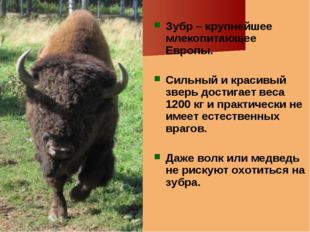 Зубр – крупнейшее
млекопитающее
Европы.
Сильный и красивый
зверь достигает веса
1200 кг и практически не
имеет естественных
врагов.
Даже волк или медведь
не рискуют охотиться на
зубра.